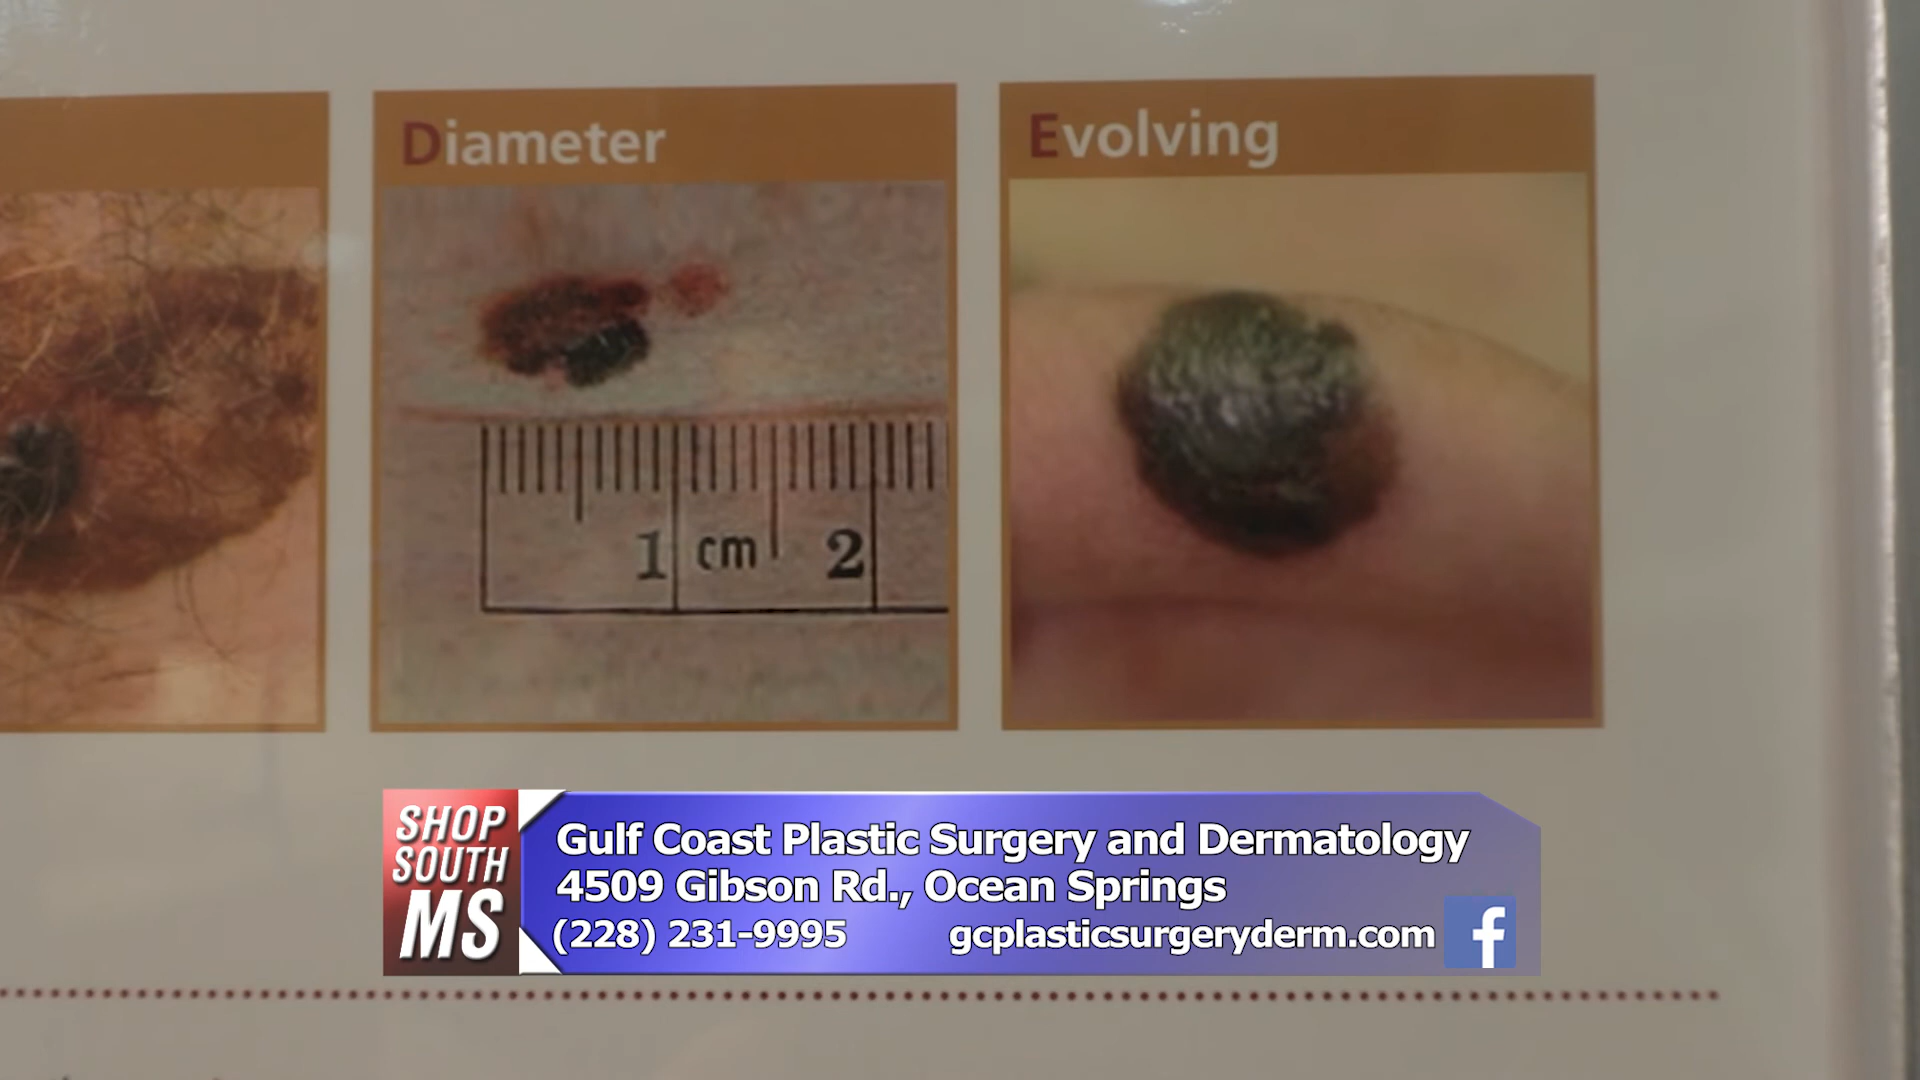 Diameter
Evolving
1 cm 2
SHOP
SOUTH
MS
Gulf Coast Plastic Surgery and Dermatology
4509 Gibson Rd., Ocean Springs
(228) 231-9995 gcplasticsurgeryderm.com f